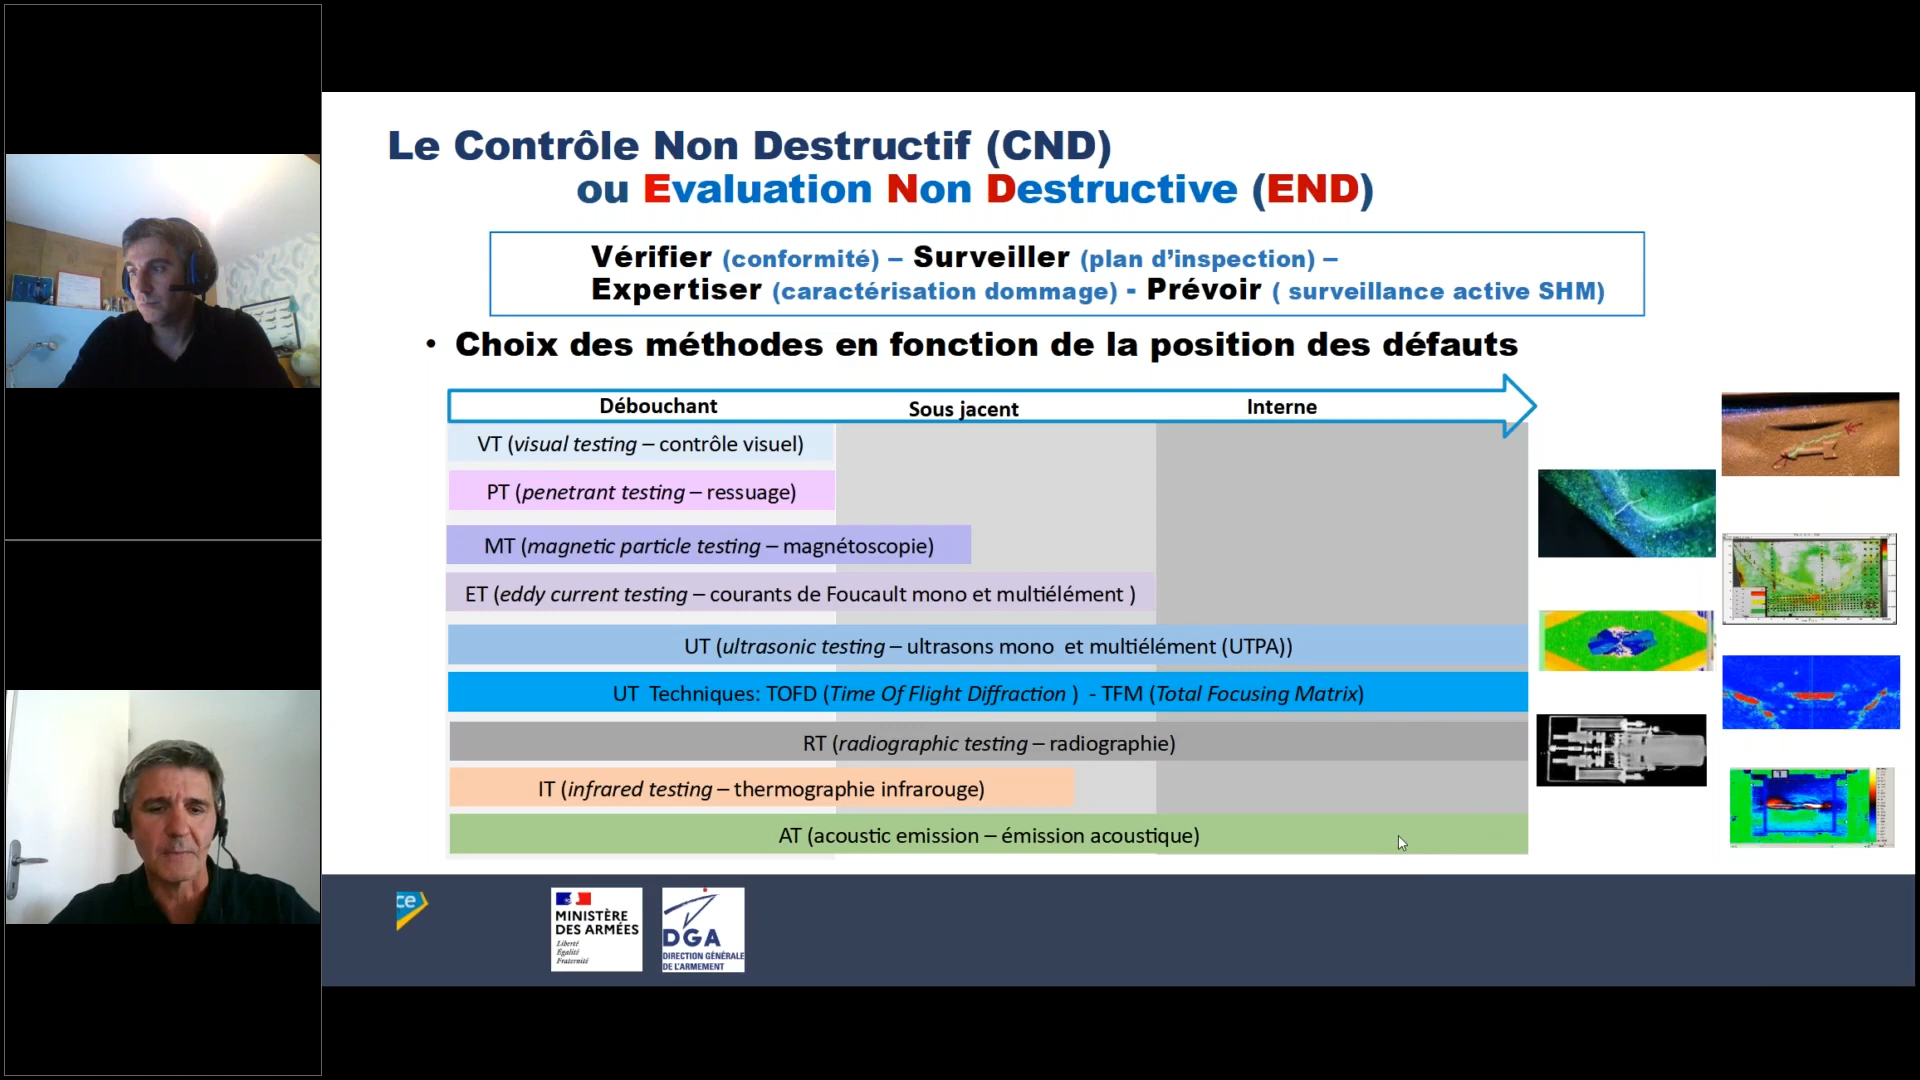 Le Contrôle Non Destructif (CND)
ou Evaluation Non Destructive (END)
Vérifier (conformité) – Surveiller (plan d’inspection) –
Expertiser (caractérisation dommage) - Prévoir ( surveillance active SHM)
• Choix des méthodes en fonction de la position des défauts
Débouchant Sous jacent Interne
VT (visual testing – contrôle visuel)
PT (penetrant testing – ressuage)
MT (magnetic particle testing – magnétoscopie)
ET (eddy current testing – courants de Foucault mono et multiélément )
UT (ultrasonic testing – ultrasons mono et multiélément (UTPA))
UT Techniques: TOFD (Time Of Flight Diffraction ) - TFM (Total Focusing Matrix)
RT (radiographic testing – radiographie)
IT (infrared testing – thermographie infrarouge)
AT (acoustic emission – émission acoustique)
ce
MINISTÈRE
DES ARMÉES
Liberté
Égalité
Fraternité
DGA
DIRECTION GÉNÉRALE
DE L'ARMEMENT